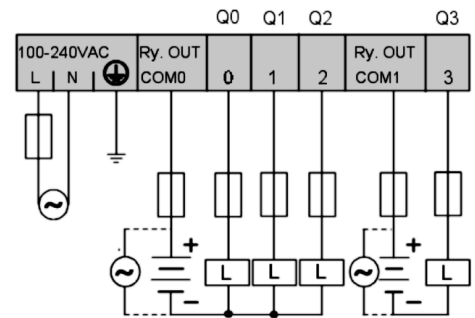 Q0 Q1 Q2 Q3
100-240VAC Ry. OUT Ry. OUT
L N COM0 0 1 2 COM1 3
+ +
L L L L
− −